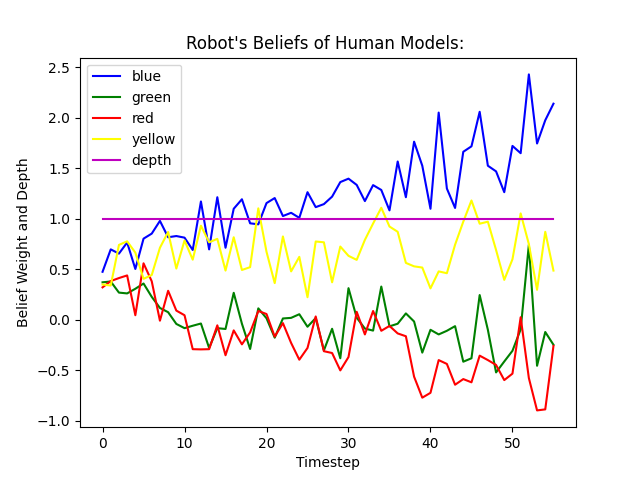 Robot's Beliefs of Human Models:
blue
green
red
yellow
depth
Belief Weight and Depth
2.5
2.0
1.5
1.0
0.5
0.0
−0.5
−1.0
0 10 20 30 40 50
Timestep